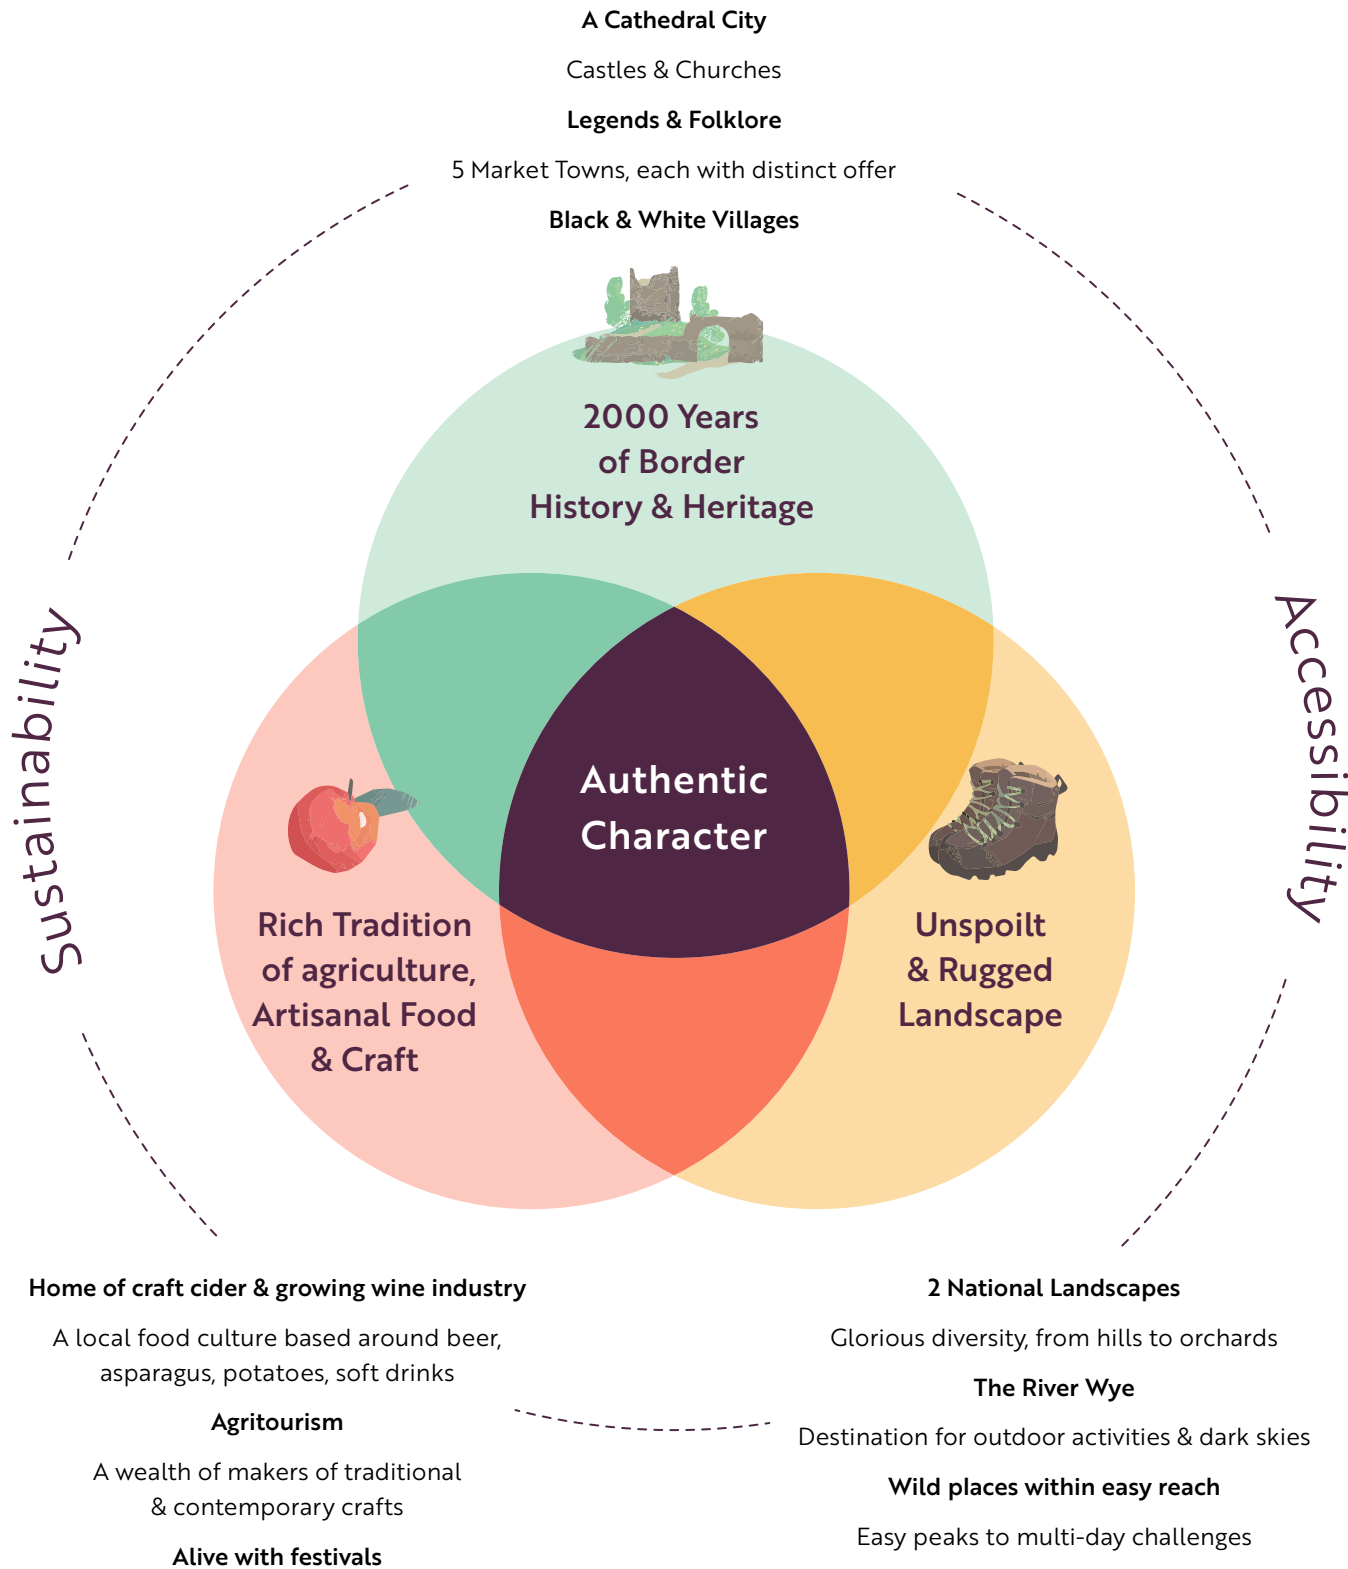 A Cathedral City
Castles & Churches
Legends & Folklore
5 Market Towns, each with distinct offer
Black & White Villages
2000 Years
of Border
History & Heritage
Sustainability
Accessibility
Authentic
Character
Rich Tradition
of agriculture,
Artisanal Food
& Craft
Unspoilt
& Rugged
Landscape
Home of craft cider & growing wine industry
A local food culture based around beer,
asparagus, potatoes, soft drinks
Agritourism
A wealth of makers of traditional
& contemporary crafts
Alive with festivals
2 National Landscapes
Glorious diversity, from hills to orchards
The River Wye
Destination for outdoor activities & dark skies
Wild places within easy reach
Easy peaks to multi-day challenges